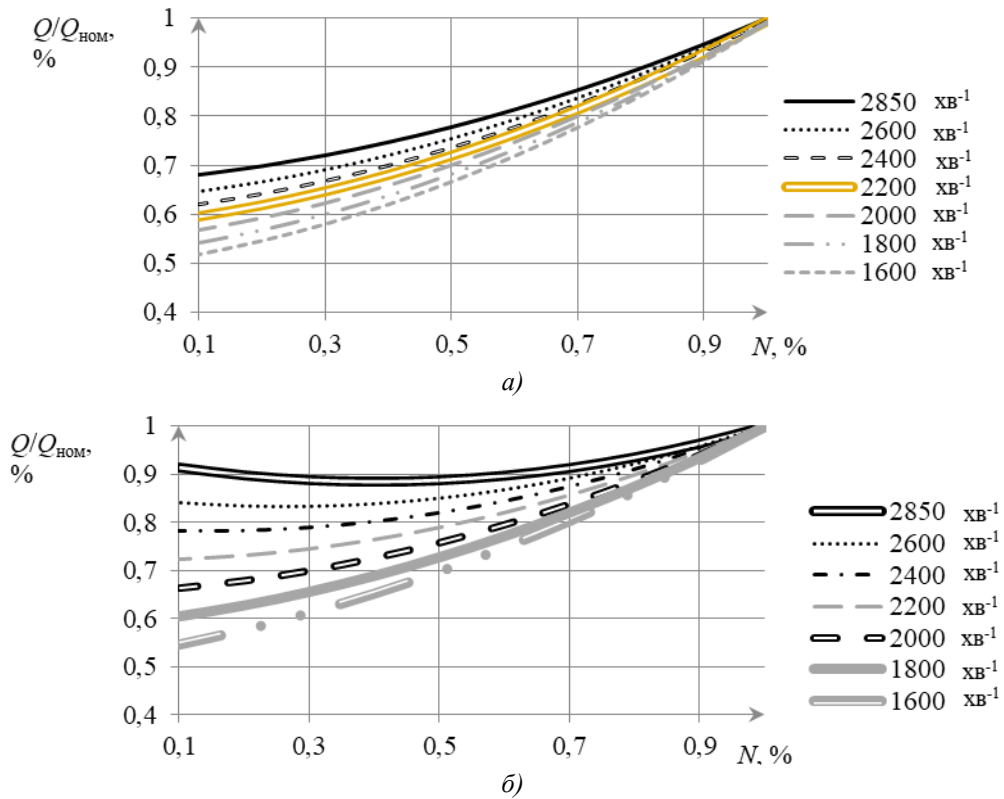 Q/Qном,
%
1
0,9
0,8
0,7
0,6
0,5
0,4
0,1 0,3 0,5 0,7 0,9 N, %
2850 хв-1
2600 хв-1
2400 хв-1
2200 хв-1
2000 хв-1
1800 хв-1
1600 хв-1
а)
Q/Qном,
%
1
0,9
0,8
0,7
0,6
0,5
0,4
0,1 0,3 0,5 0,7 0,9 N, %
2850 хв-1
2600 хв-1
2400 хв-1
2200 хв-1
2000 хв-1
1800 хв-1
1600 хв-1
б)